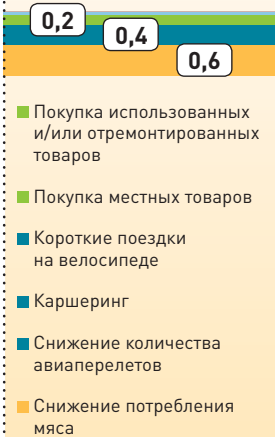 0,2
0,4
0,6
Покупка использованных
и/или отремонтированных
товаров
Покупка местных товаров
Короткие поездки
на велосипеде
Каршеринг
Снижение количества
авиаперелетов
Снижение потребления
мяса